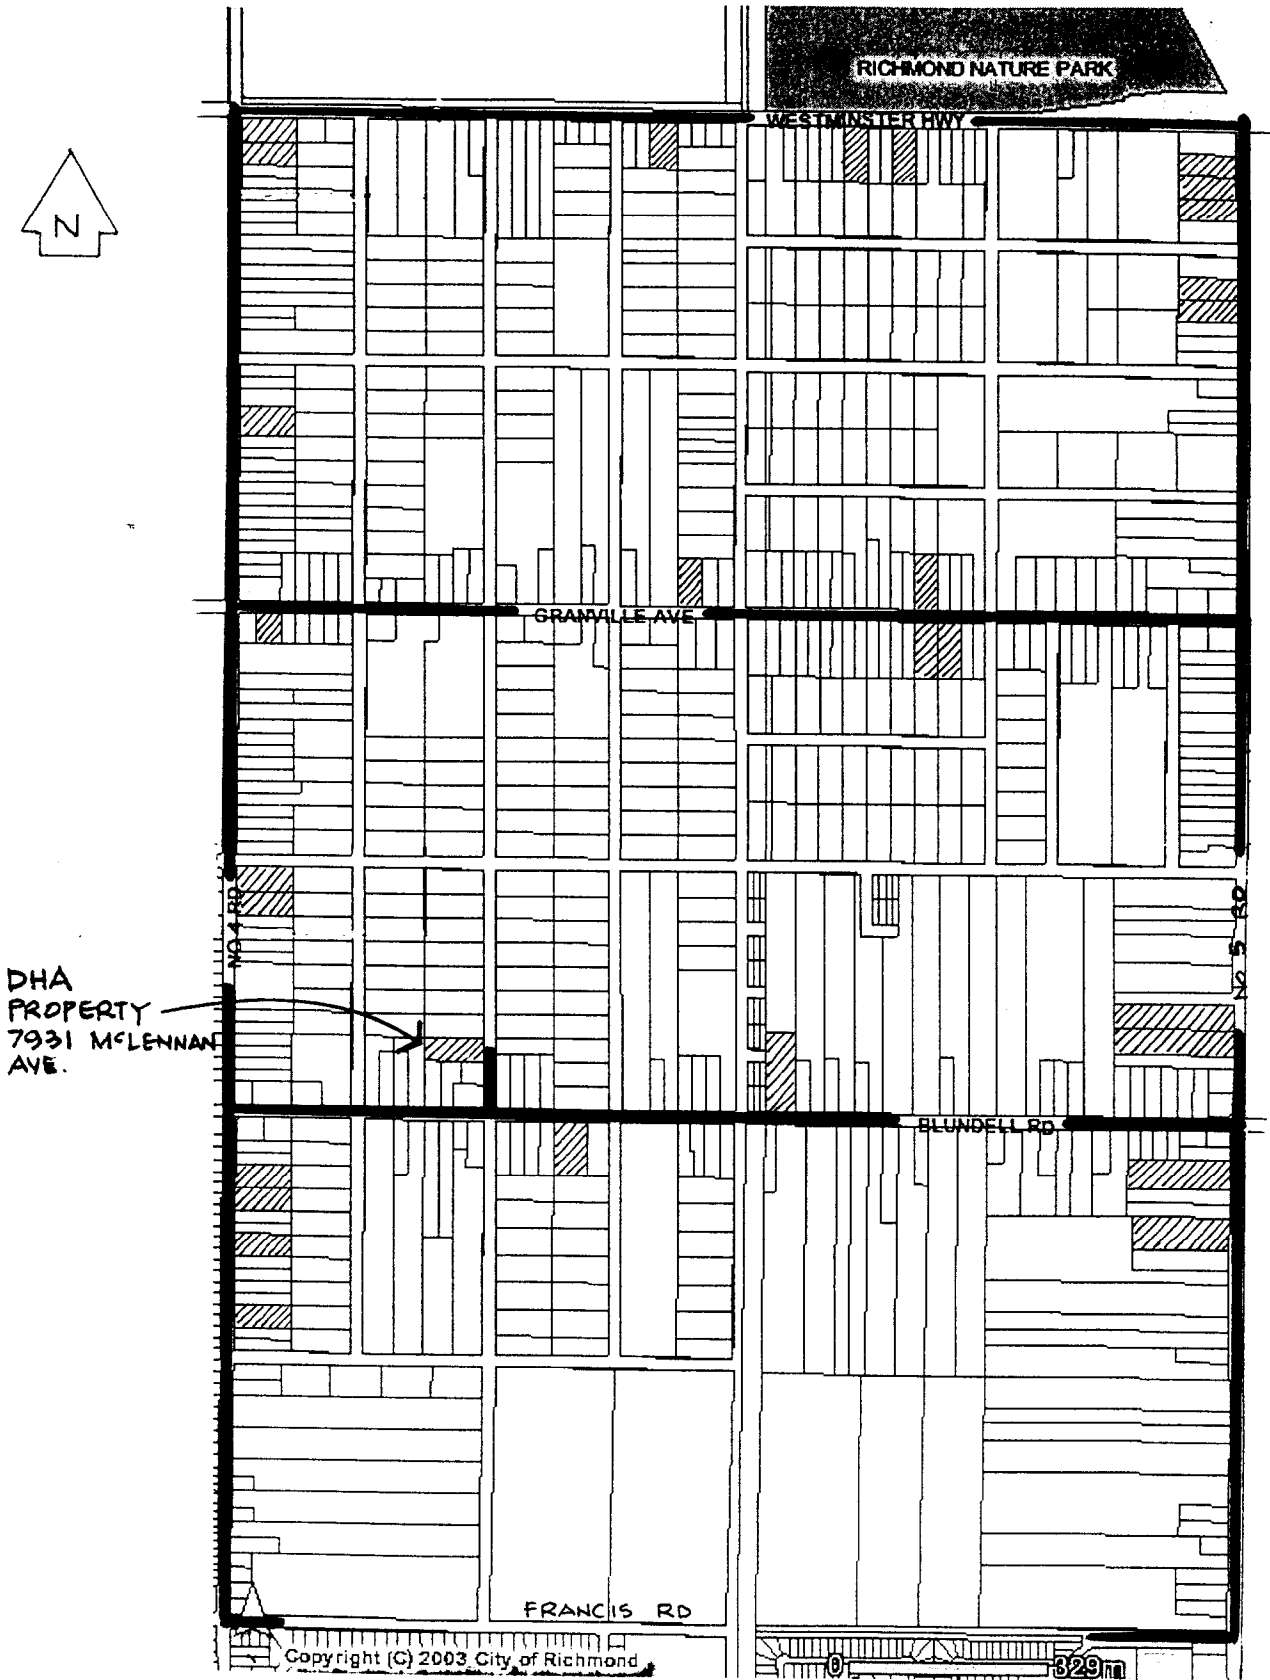 RICHMOND NATURE PARK
WESTMINSTER HWY
N
GRANVILLE AVE
NO 4 RD
NO 5 RD
DHA
PROPERTY
7931 McLENNAN
AVE.
BLUNDELL RD
FRANCIS RD
Copyright (C) 2003 City of Richmond
0 329m